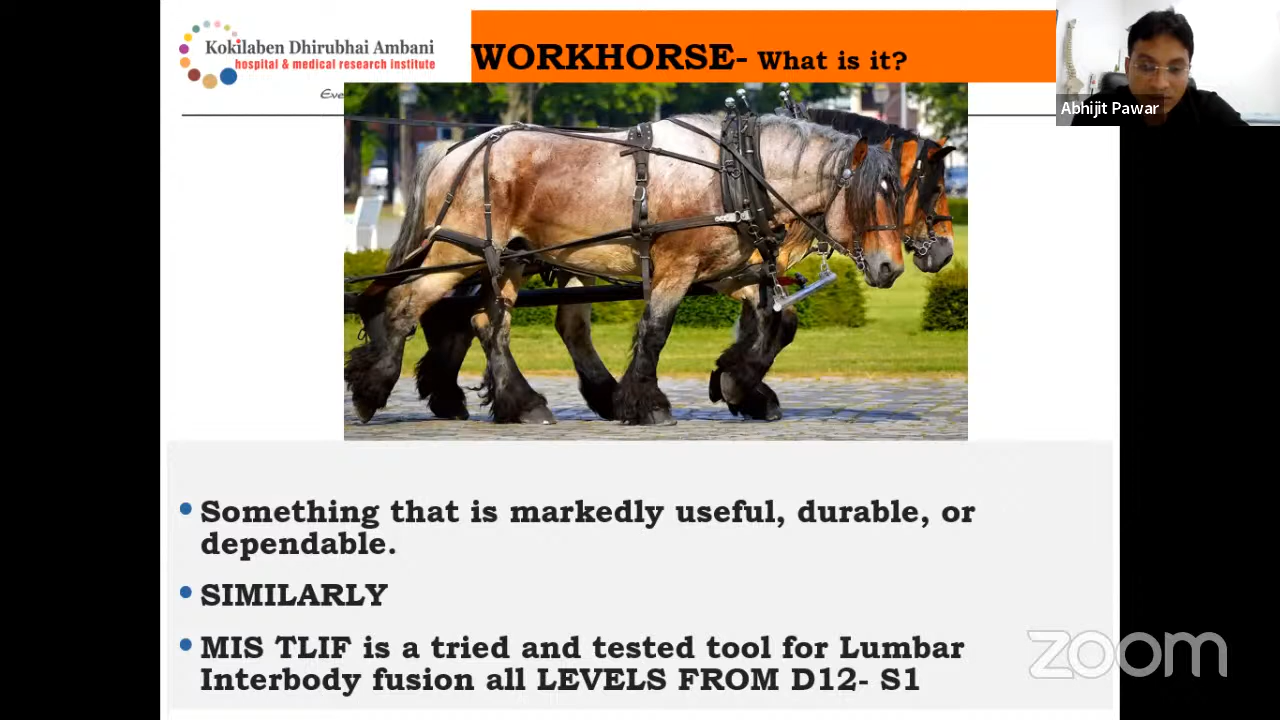 Kokilaben Dhirubhai Ambani
hospital & medical research institute
Eve
WORKHORSE- What is it?
Abhijit Pawar
• Something that is markedly useful, durable, or
dependable.
• SIMILARLY
• MIS TLIF is a tried and tested tool for Lumbar
Interbody fusion all LEVELS FROM D12- S1
zoom